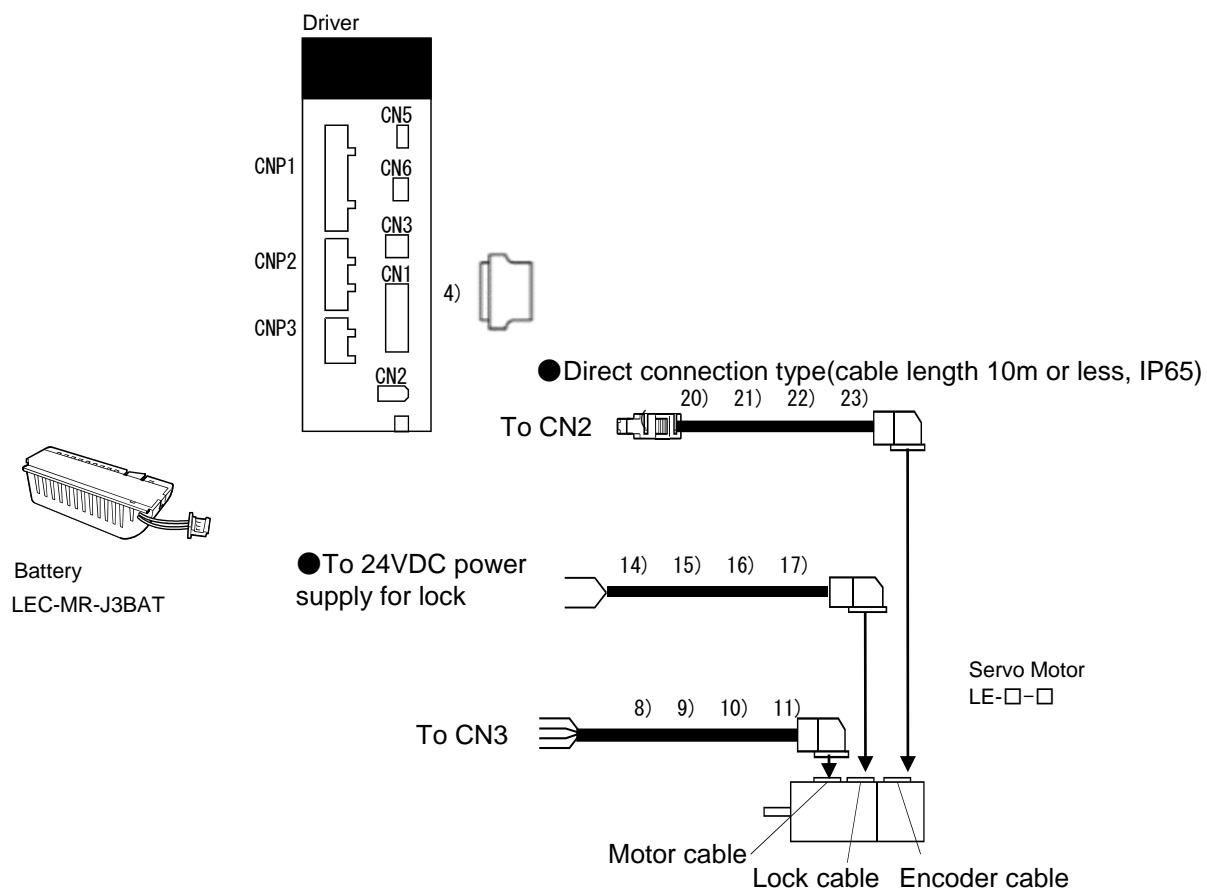 Driver
CN5
CNP1
CN6
CN3
CNP2
CN1
4)
CNP3
CN2
●Direct connection type(cable length 10m or less, IP65)
20) 21) 22) 23)
To CN2
Battery
LEC-MR-J3BAT
●To 24VDC power
supply for lock
14) 15) 16) 17)
Servo Motor
LE-□-□
8) 9) 10) 11)
To CN3
Motor cable
Lock cable
Encoder cable